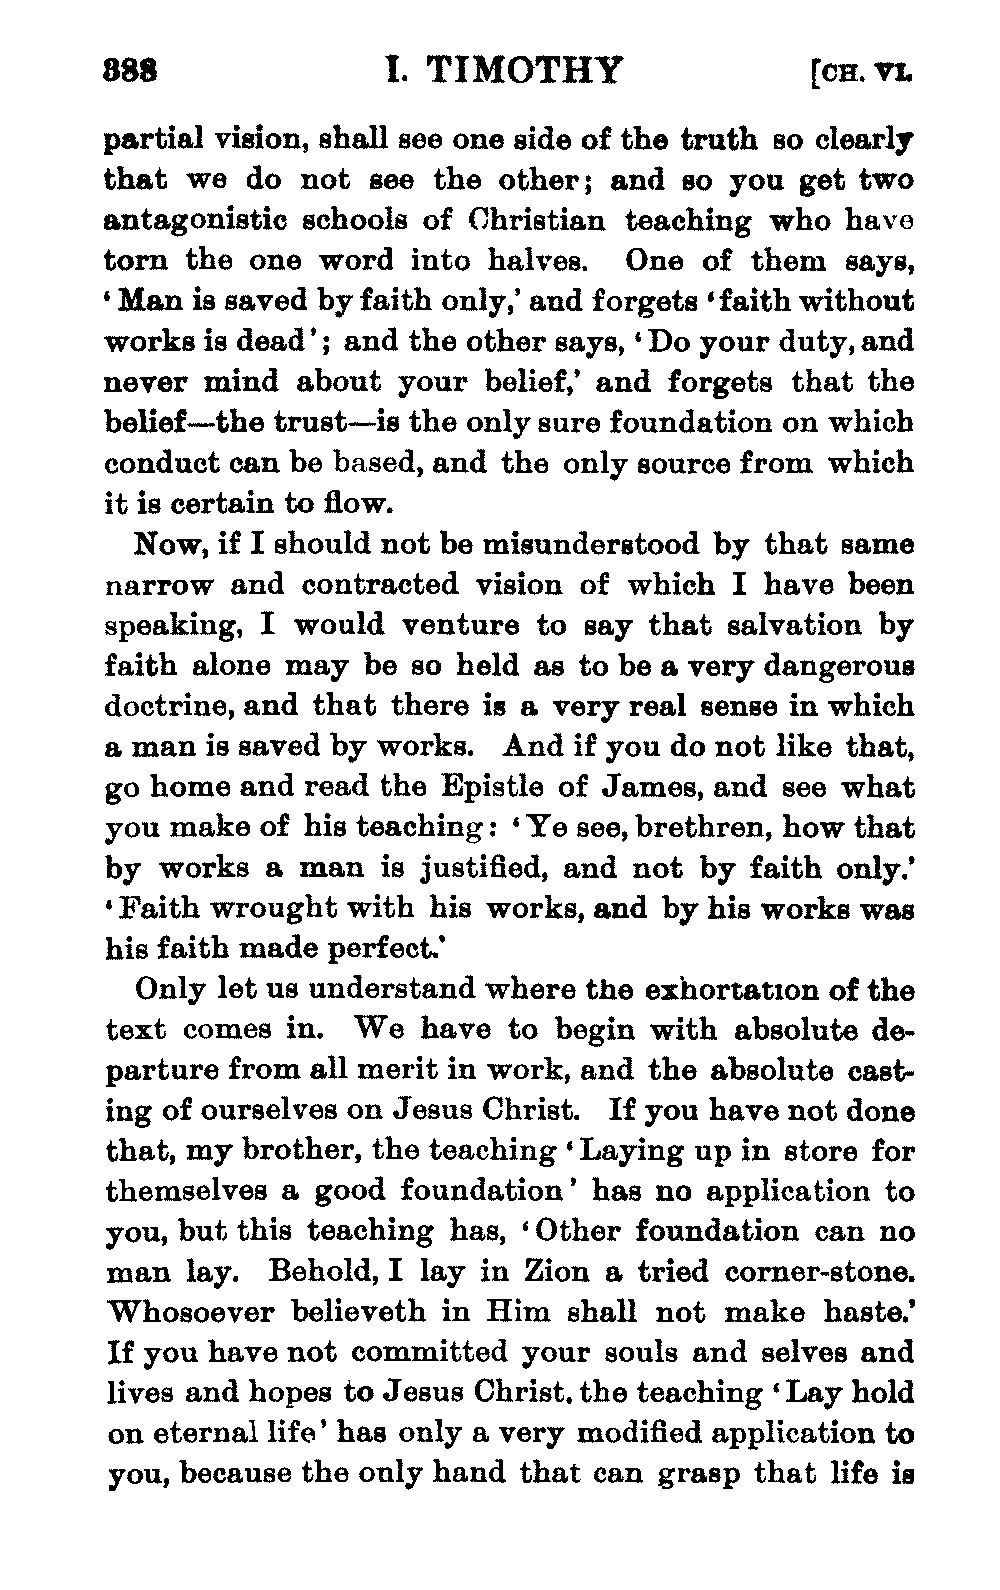 388 I. TIMOTHY [CH. VI.
partial vision, shall see one side of the truth so clearly
that we do not see the other; and so you get two
antagonistic schools of Christian teaching who have
torn the one word into halves. One of them says,
‘Man is saved by faith only,’ and forgets ‘faith without
works is dead’; and the other says, ‘Do your duty, and
never mind about your belief,’ and forgets that the
belief—the trust—is the only sure foundation on which
conduct can be based, and the only source from which
it is certain to flow.
Now, if I should not be misunderstood by that same
narrow and contracted vision of which I have been
speaking, I would venture to say that salvation by
faith alone may be so held as to be a very dangerous
doctrine, and that there is a very real sense in which
a man is saved by works. And if you do not like that,
go home and read the Epistle of James, and see what
you make of his teaching: ‘Ye see, brethren, how that
by works a man is justified, and not by faith only.’
‘Faith wrought with his works, and by his works was
his faith made perfect.’
Only let us understand where the exhortation of the
text comes in. We have to begin with absolute de-
parture from all merit in work, and the absolute cast-
ing of ourselves on Jesus Christ. If you have not done
that, my brother, the teaching ‘Laying up in store for
themselves a good foundation’ has no application to
you, but this teaching has, ‘Other foundation can no
man lay. Behold, I lay in Zion a tried corner-stone.
Whosoever believeth in Him shall not make haste.’
If you have not committed your souls and selves and
lives and hopes to Jesus Christ, the teaching ‘Lay hold
on eternal life’ has only a very modified application to
you, because the only hand that can grasp that life is